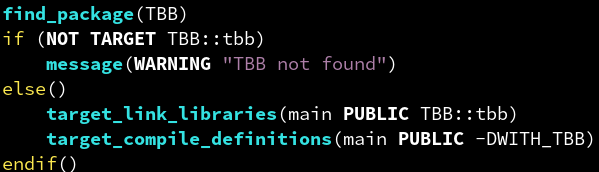 find_package(TBB)
if (NOT TARGET TBB::tbb)
    message(WARNING "TBB not found")
else()
    target_link_libraries(main PUBLIC TBB::tbb)
    target_compile_definitions(main PUBLIC -DWITH_TBB)
endif()